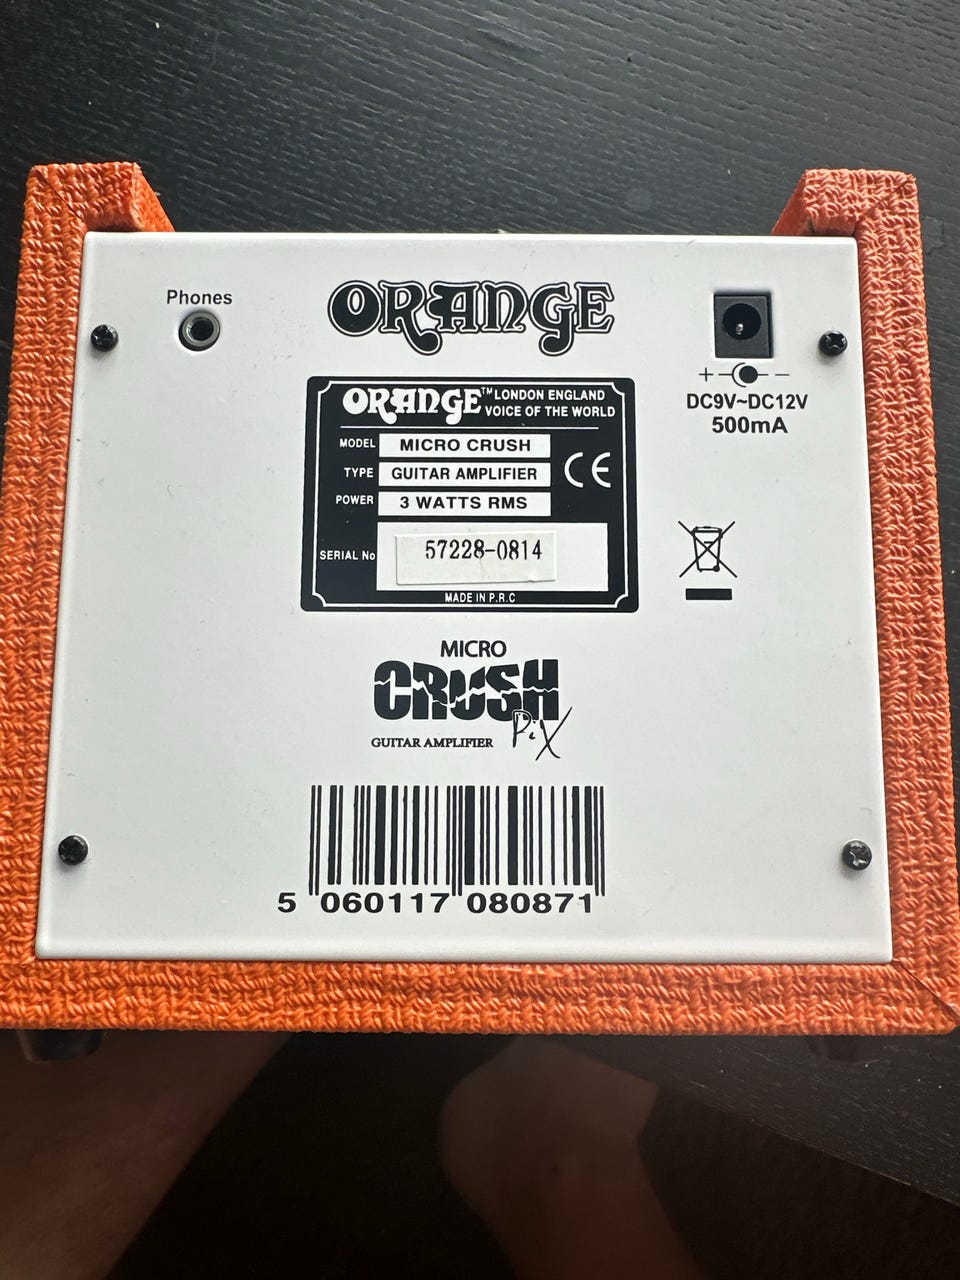 Phones
ORANGE
+ -
DC9V~DC12V
500mA
ORANGE™ LONDON ENGLAND
VOICE OF THE WORLD
MODEL MICRO CRUSH
TYPE GUITAR AMPLIFIER
CE
POWER 3 WATTS RMS
SERIAL No 57228-0814
MADE IN P.R.C
MICRO
CRUSH
PiX
GUITAR AMPLIFIER
5 060117 080871